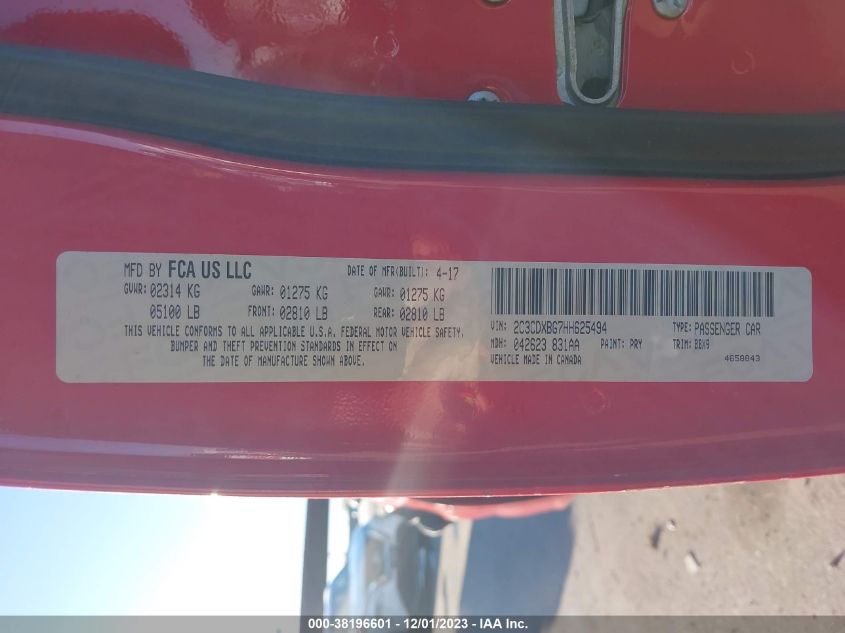 MFD BY FCA US LLC DATE OF MFR(BUILT): 4-17
GVWR: 02314 KG GAWR: 01275 KG GAWR: 01275 KG
05100 LB FRONT: 02810 LB REAR: 02810 LB
THIS VEHICLE CONFORMS TO ALL APPLICABLE U.S.A. FEDERAL MOTOR VEHICLE SAFETY,
BUMPER AND THEFT PREVENTION STANDARDS IN EFFECT ON
THE DATE OF MANUFACTURE SHOWN ABOVE.
VIN: 2C3CDXBG7HH625494 TYPE: PASSENGER CAR
MDH: 042623 831AA PAINT: PRY TRIM: BBX9
VEHICLE MADE IN CANADA 4658843
000-38196601 - 12/01/2023 - IAA Inc.